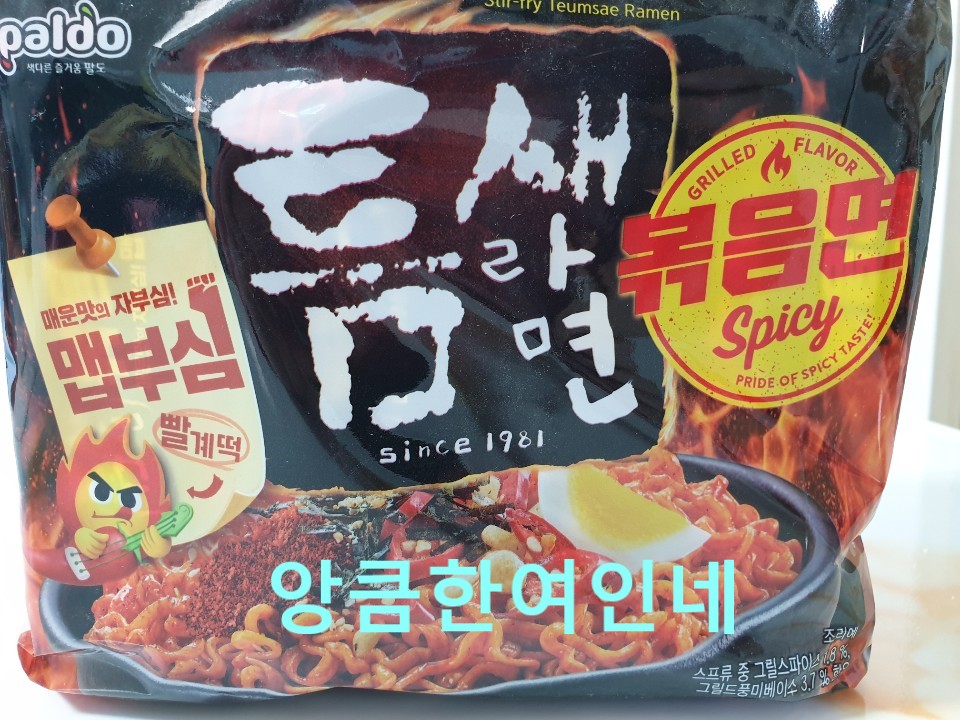 Stir-fry Teumsae Ramen
paldo
색다른 즐거움 팔도
틈새
라면
since 1981
GRILLED FLAVOR
볶음면
Spicy
PRIDE OF SPICY TASTE!
매운맛의 자부심!
맵부심
빨계떡
앙큼한여인네
조리예
스프류 중 그릴스파이스 1.8 %,
그릴드풍미베이스 3.7 %